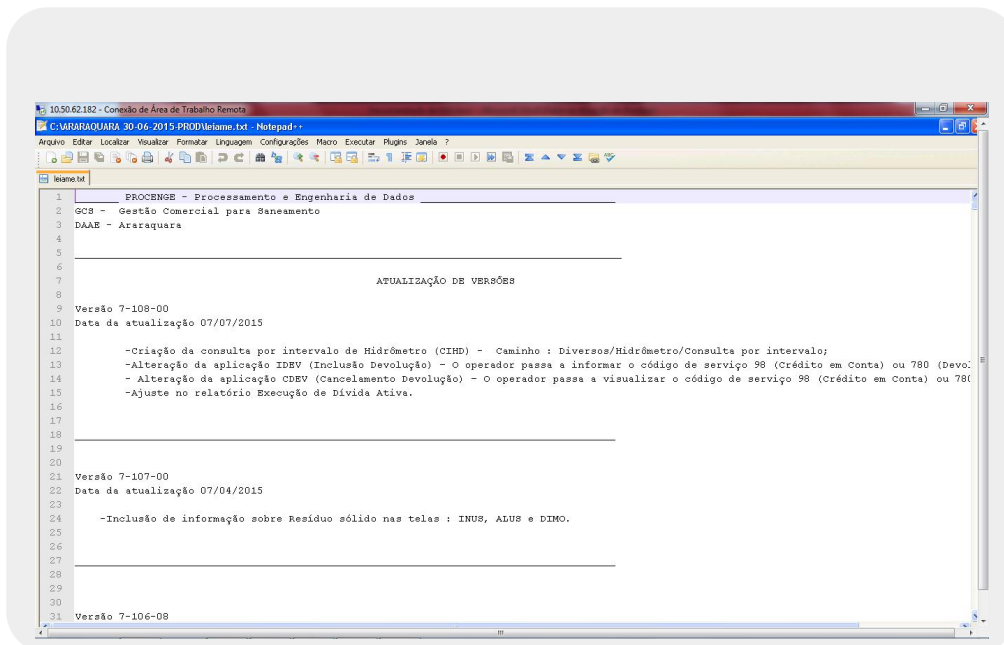 10.50.62.182 - Conexão de Área de Trabalho Remota
C:\ARARAQUARA 30-06-2015-PROD\leiame.txt - Notepad++
Arquivo Editar Localizar Visualizar Formatar Linguagem Configurações Macro Executar Plugins Janela ?
leiame.txt
1 PROCENGE - Processamento e Engenharia de Dados
2 GCS - Gestão Comercial para Saneamento
3 DAAE - Araraquara
4
5
6
7 ATUALIZAÇÃO DE VERSÕES
8
9 Versão 7-108-00
10 Data da atualização 07/07/2015
11
12 -Criação da consulta por intervalo de Hidrômetro (CIHD) - Caminho : Diversos/Hidrômetro/Consulta por intervalo;
13 -Alteração da aplicação IDEV (Inclusão Devolução) - O operador passa a informar o código de serviço 98 (Crédito em Conta) ou 780 (Devol
14 - Alteração da aplicação CDEV (Cancelamento Devolução) - O operador passa a visualizar o código de serviço 98 (Crédito em Conta) ou 780
15 -Ajuste no relatório Execução de Dívida Ativa.
16
17
18
19
20
21 Versão 7-107-00
22 Data da atualização 07/04/2015
23
24 -Inclusão de informação sobre Resíduo sólido nas telas : INUS, ALUS e DIMO.
25
26
27
28
29
30
31 Versão 7-106-08